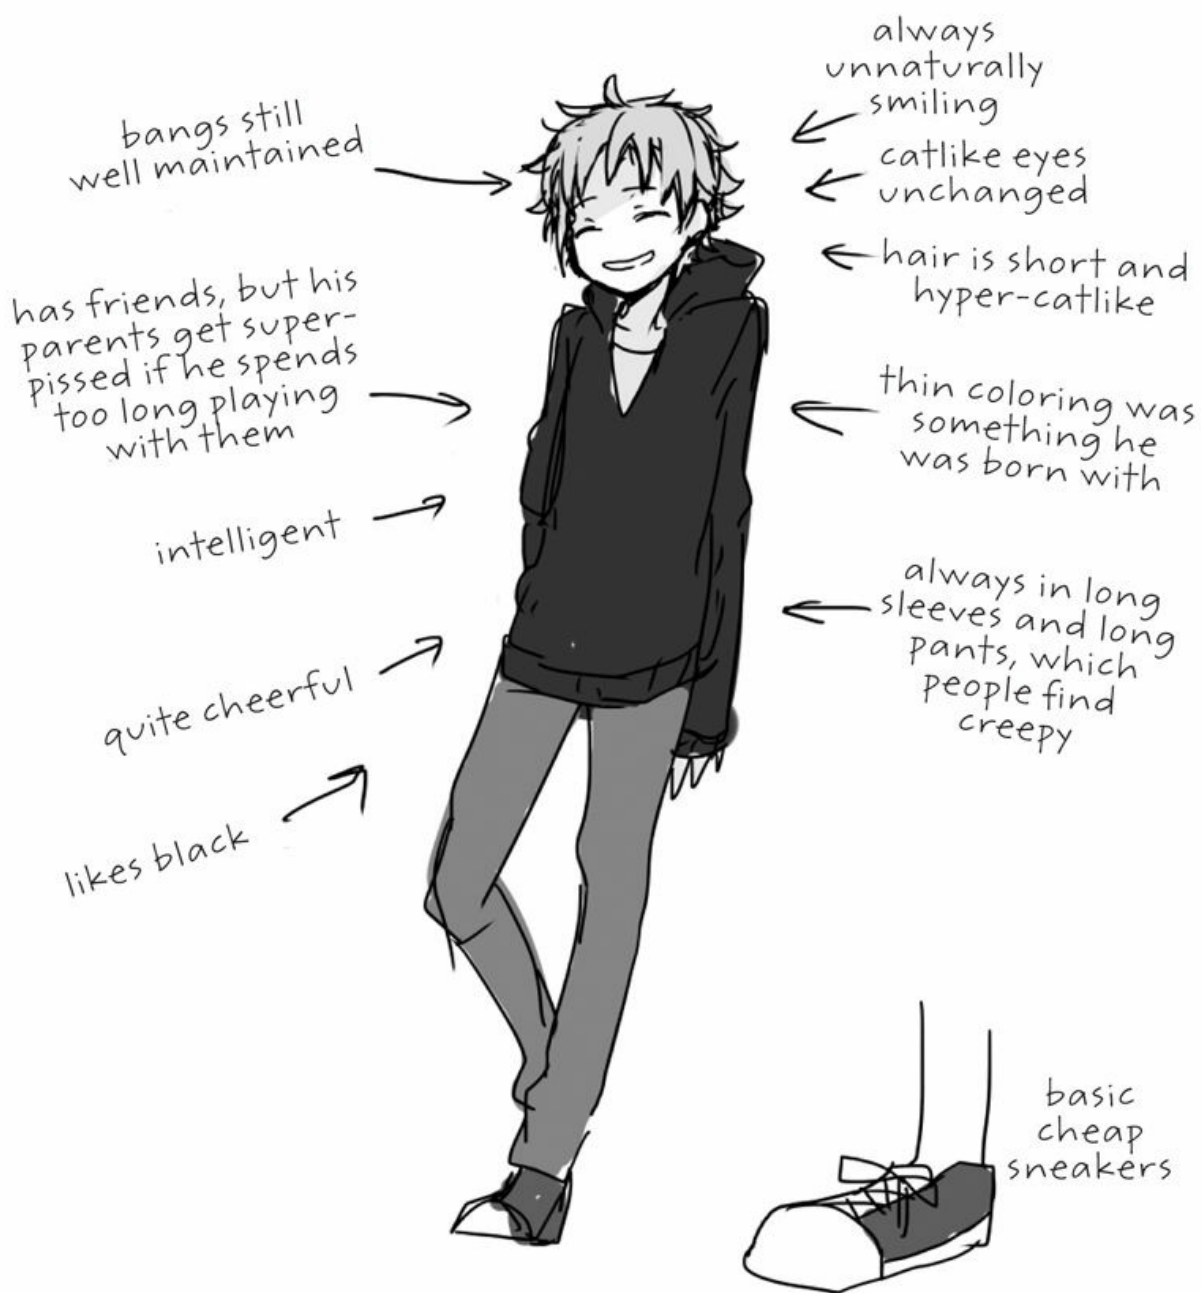 always
unnaturally
smiling
bangs still
well maintained
catlike eyes
unchanged
hair is short and
hyper-catlike
has friends, but his
parents get super-
pissed if he spends
too long playing
with them
thin coloring was
something he
was born with
intelligent
always in long
sleeves and long
pants, which
people find
creepy
quite cheerful
likes black
basic
cheap
sneakers